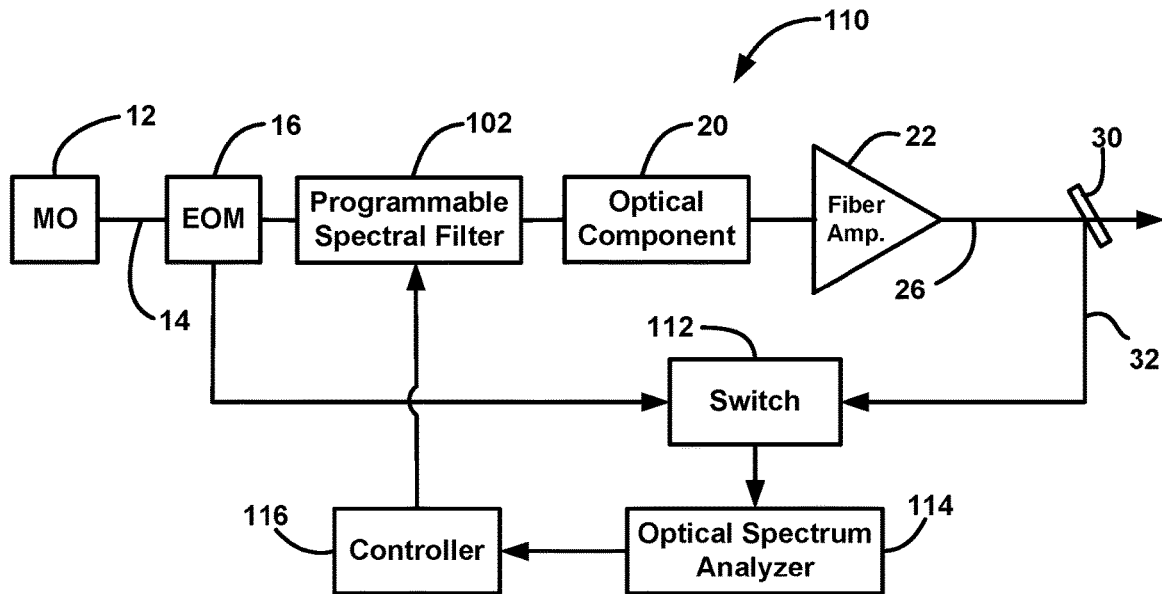 110
12
16
102
20
22
30
MO
EOM
Programmable
Spectral Filter
Optical
Component
Fiber
Amp.
14
26
32
112
Switch
116
Controller
Optical Spectrum
Analyzer
114